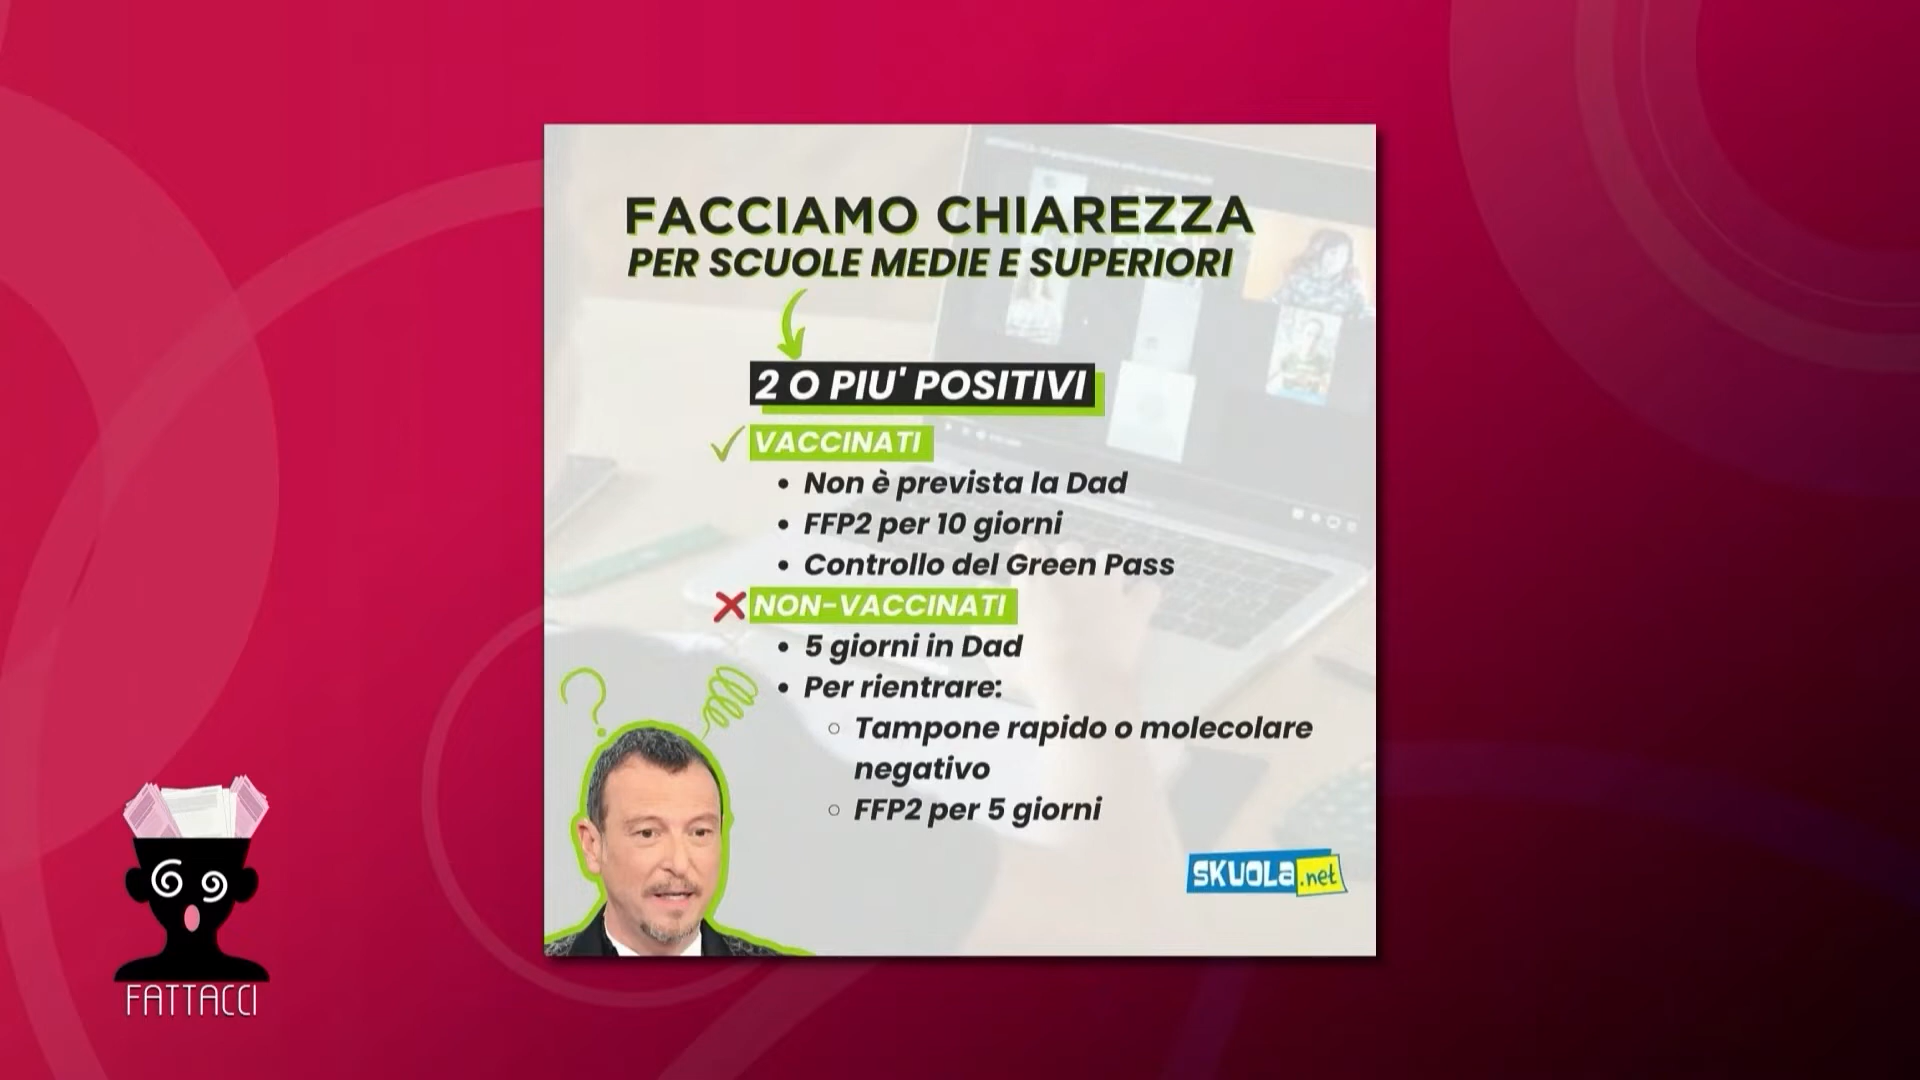 FACCIAMO CHIAREZZA
PER SCUOLE MEDIE E SUPERIORI
2 O PIU' POSITIVI
VACCINATI
Non è prevista la Dad
FFP2 per 10 giorni
Controllo del Green Pass
NON-VACCINATI
5 giorni in Dad
Per rientrare:
Tampone rapido o molecolare
negativo
FFP2 per 5 giorni
SKUOLa.net
FATTACCI